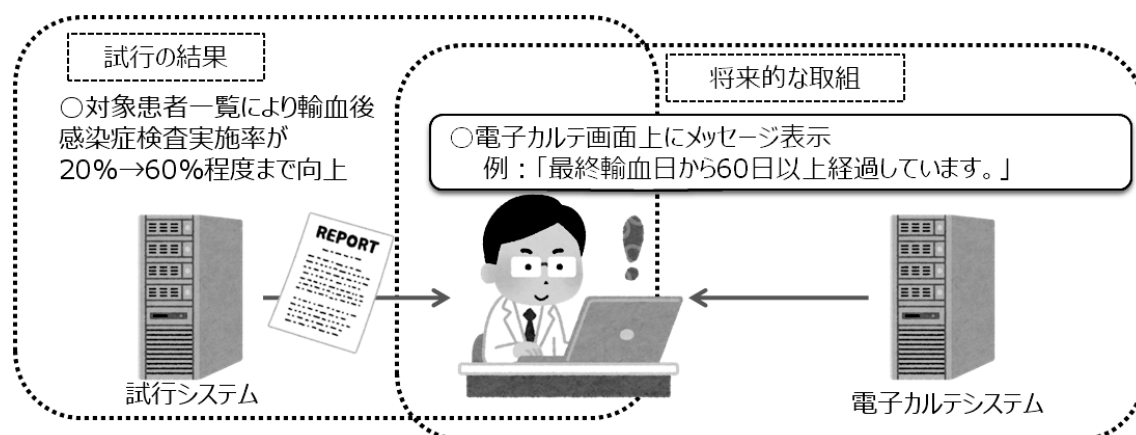 試行の結果
○対象患者一覧により輸血後
感染症検査実施率が
20%→60%程度まで向上
将来的な取組
○電子カルテ画面上にメッセージ表示
例：「最終輸血日から60日以上経過しています。」
REPORT
試行システム
電子カルテシステム